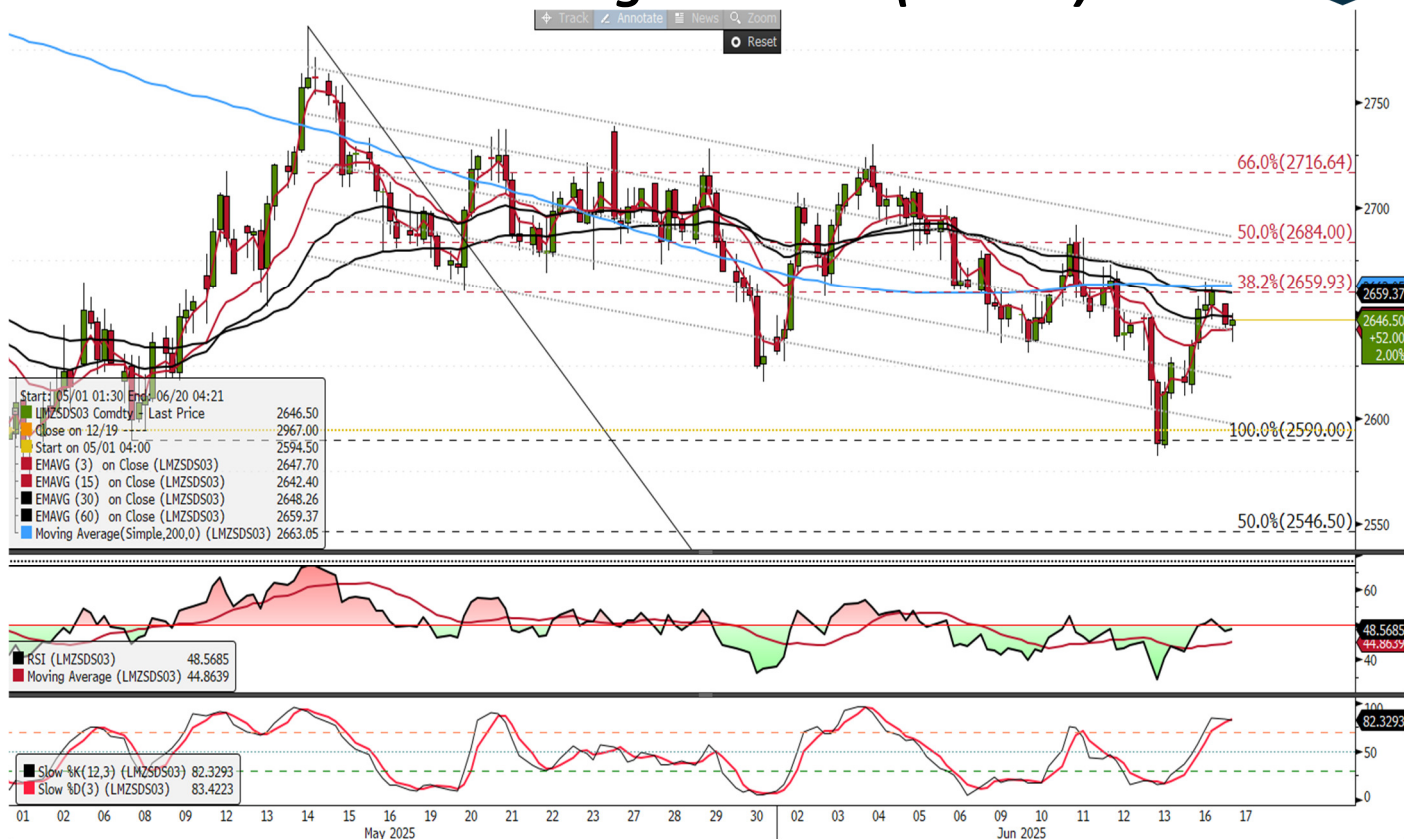 Track Annotate News Zoom
Reset
2750
66.0%(2716.64)
2700
50.0%(2684.00)
38.2%(2659.93)
2659.37
2646.50
+52.00
2.00%
2600
100.0%(2590.00)
50.0%(2546.50)
2550
Start: 05/01 01:30 End: 06/20 04:21
LMZSDS03 Comdty - Last Price 2646.50
Close on 12/19 ---- 2967.00
Start on 05/01 04:00 2594.50
EMAVG (3) on Close (LMZSDS03) 2647.70
EMAVG (15) on Close (LMZSDS03) 2642.40
EMAVG (30) on Close (LMZSDS03) 2648.26
EMAVG (60) on Close (LMZSDS03) 2659.37
Moving Average(Simple,200,0) (LMZSDS03) 2663.05
60
48.5685
44.8639
40
RSI (LMZSDS03) 48.5685
Moving Average (LMZSDS03) 44.8639
100
82.3293
50
0
Slow %K(12,3) (LMZSDS03) 82.3293
Slow %D(3) (LMZSDS03) 83.4223
01 02 06 08 09 12 13 14 15 16 19 20 21 22 23 27 28 29 30 02 03 04 05 06 09 10 11 12 13 16 17
May 2025 Jun 2025